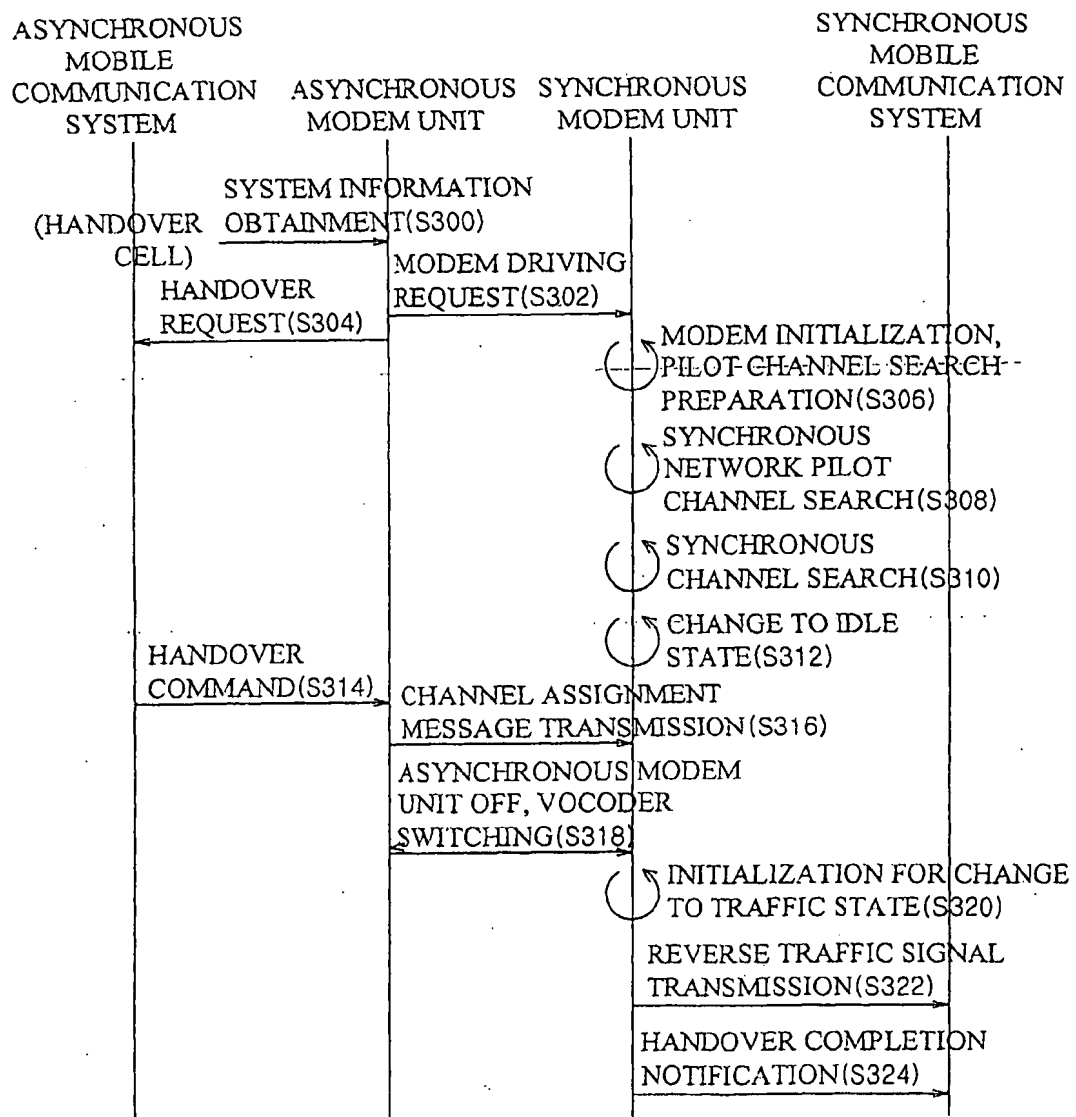 ASYNCHRONOUS
MOBILE
COMMUNICATION
SYSTEM
ASYNCHRONOUS
MODEM UNIT
SYNCHRONOUS
MODEM UNIT
SYNCHRONOUS
MOBILE
COMMUNICATION
SYSTEM
(HANDOVER
CELL)
SYSTEM INFORMATION
OBTAINMENT(S300)
MODEM DRIVING
REQUEST(S302)
HANDOVER
REQUEST(S304)
MODEM INITIALIZATION,
PILOT CHANNEL SEARCH
PREPARATION(S306)
SYNCHRONOUS
NETWORK PILOT
CHANNEL SEARCH(S308)
SYNCHRONOUS
CHANNEL SEARCH(S310)
CHANGE TO IDLE
STATE(S312)
HANDOVER
COMMAND(S314)
CHANNEL ASSIGNMENT
MESSAGE TRANSMISSION(S316)
ASYNCHRONOUS MODEM
UNIT OFF, VOCODER
SWITCHING(S318)
INITIALIZATION FOR CHANGE
TO TRAFFIC STATE(S320)
REVERSE TRAFFIC SIGNAL
TRANSMISSION(S322)
HANDOVER COMPLETION
NOTIFICATION(S324)